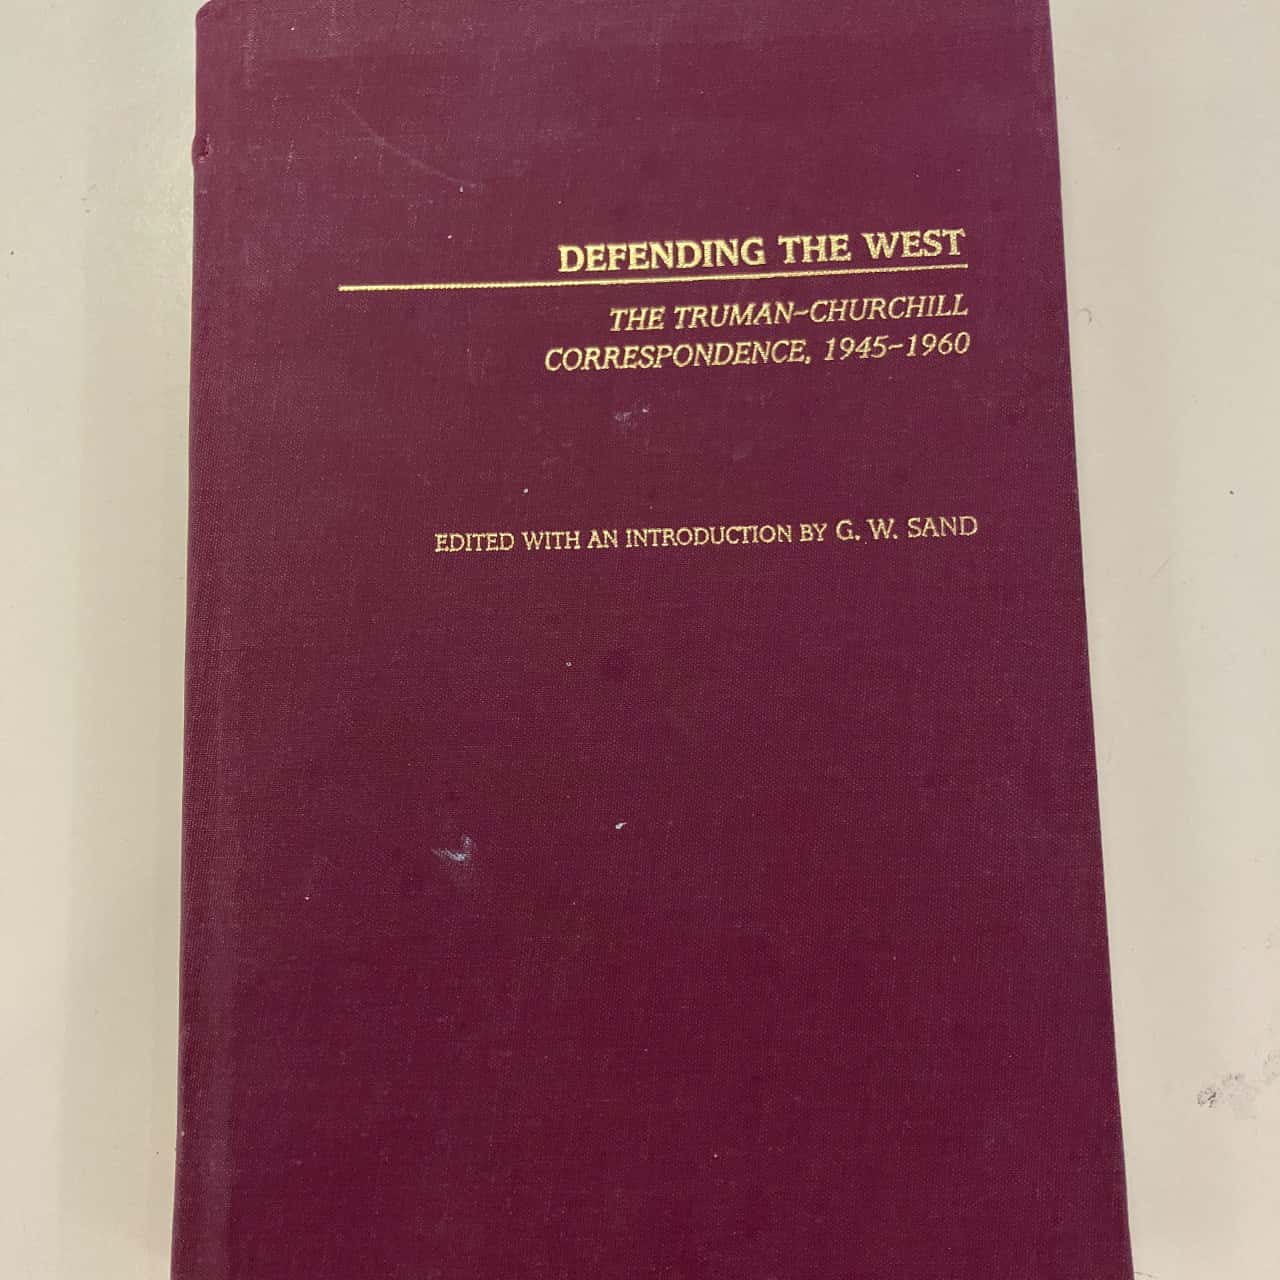 DEFENDING THE WEST
THE TRUMAN-CHURCHILL
CORRESPONDENCE, 1945-1960
EDITED WITH AN INTRODUCTION BY G. W. SAND